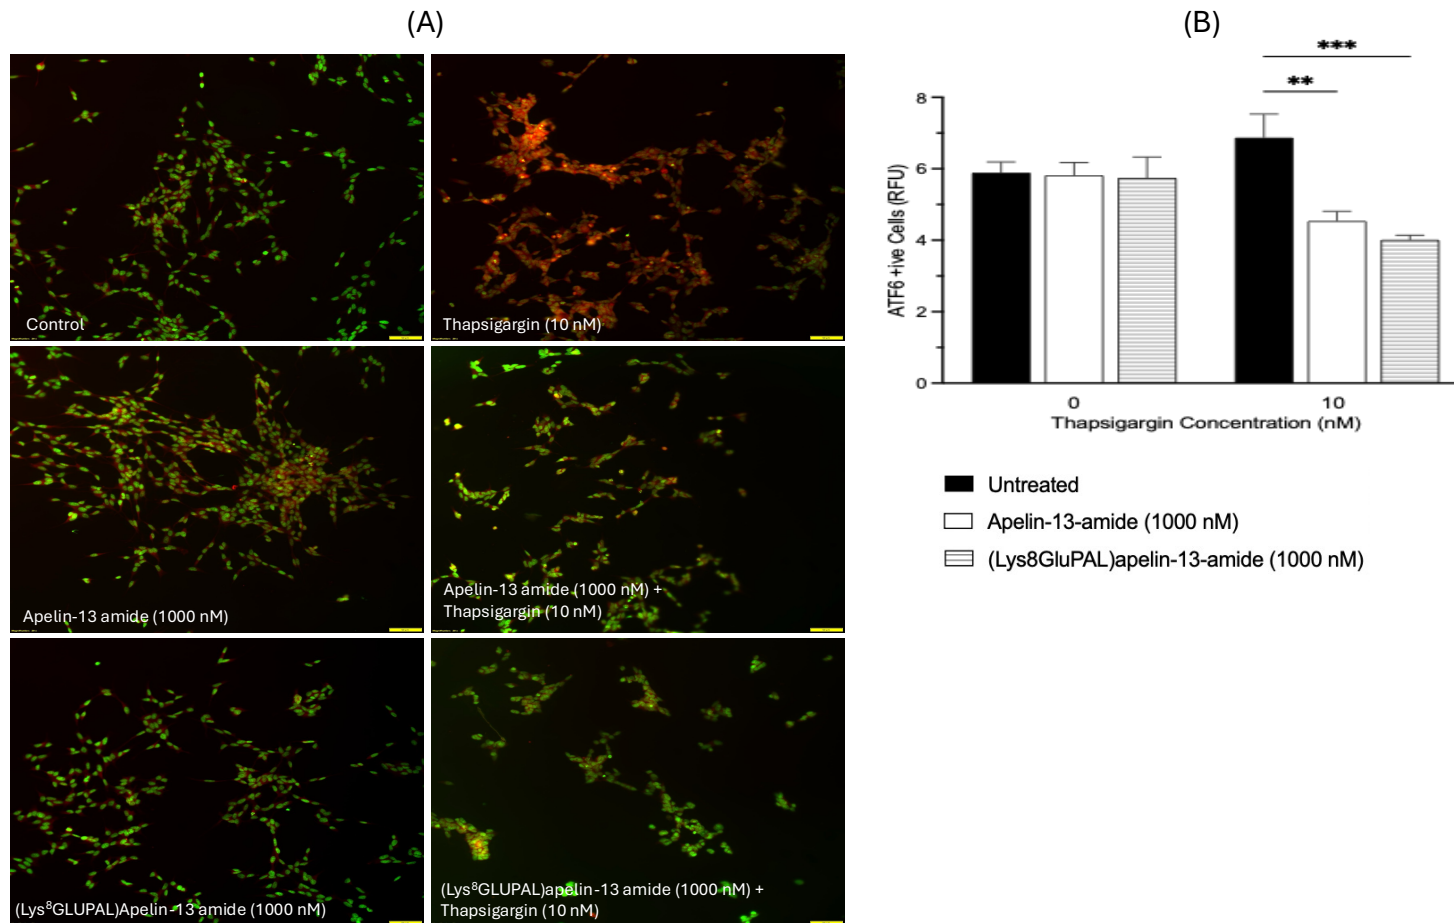 (A)
(B)
Control
Thapsigargin (10 nM)
Apelin-13 amide (1000 nM)
Apelin-13 amide (1000 nM) +
Thapsigargin (10 nM)
(Lys⁸GLUPAL)Apelin-13 amide (1000 nM)
(Lys⁸GLUPAL)apelin-13 amide (1000 nM) +
Thapsigargin (10 nM)
***
**
8
6
4
2
0
ATF6 +ive Cells (RFU)
0
10
Thapsigargin Concentration (nM)
Untreated
Apelin-13-amide (1000 nM)
(Lys8GluPAL)apelin-13-amide (1000 nM)